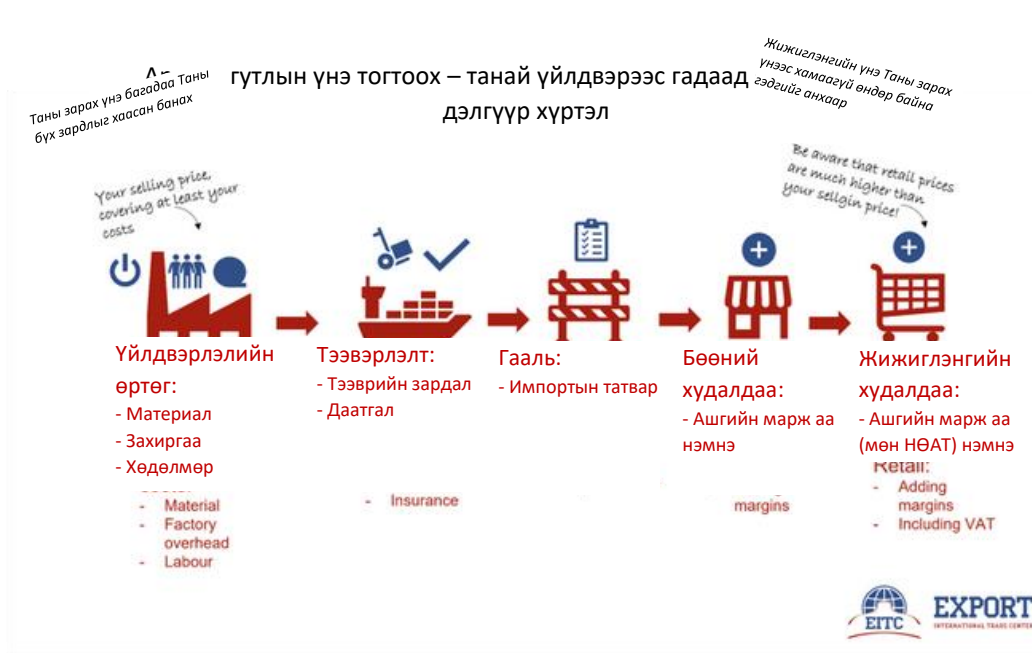 гутлын үнэ тогтоох – танай үйлдвэрээс гадаад
дэлгүүр хүртэл
Таны зарах үнэ багадаа Таны
бүх зардлыг хаасан банах
Жижиглэнгийн үнэ Таны зарах
үнээс хамаагүй өндөр байна
гэдгийг анхаар
Your selling price,
covering at least your
costs
Be aware that retail prices
are much higher than
your sellgin price!
Үйлдвэрлэлийн
өртөг:
- Материал
- Захиргаа
- Хөдөлмөр
- Material
- Factory
overhead
- Labour
Тээвэрлэлт:
- Тээврийн зардал
- Даатгал
- Insurance
Гааль:
- Импортын татвар
Бөөний
худалдаа:
- Ашгийн марж аа
нэмнэ
margins
Жижиглэнгийн
худалдаа:
- Ашгийн марж аа
(мөн НӨАТ) нэмнэ
Retail:
- Adding
margins
- Including VAT
EITC
EXPORT
INTERNATIONAL TRADE CENTER